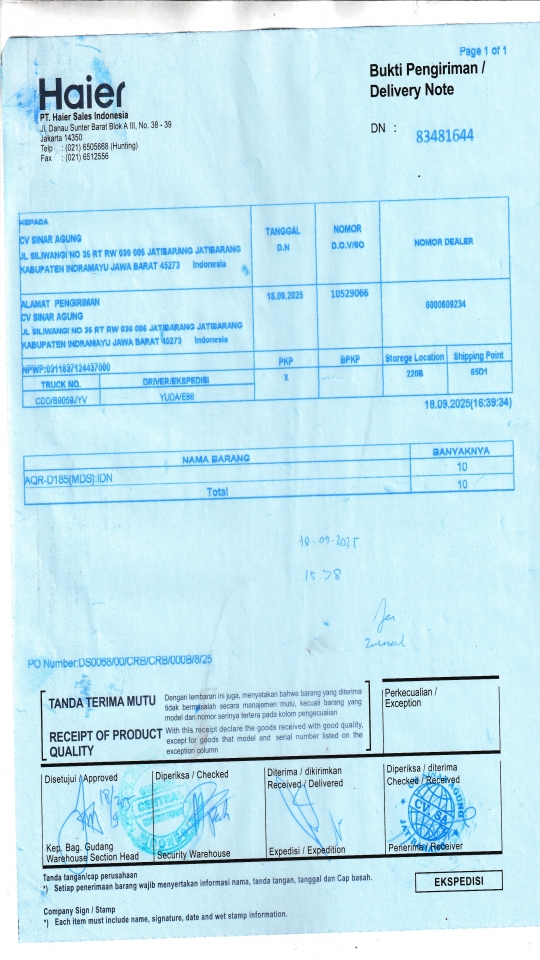 Page 1 of 1
Haier
Bukti Pengiriman /
Delivery Note
PT. Haier Sales Indonesia
Jl. Danau Sunter Barat Blok A III, No. 38 - 39
Jakarta 14350
Telp : (021) 6505668 (Hunting)
Fax : (021) 6512556
DN : 83481644
KEPADA
CV SINAR AGUNG
JL SILIWANGI NO 35 RT RW 030 005 JATIBARANG JATIBARANG
KABUPATEN INDRAMAYU JAWA BARAT 45273 Indonesia
TANGGAL
D.N
NOMOR
D.O.V/SO
NOMOR DEALER
ALAMAT PENGIRIMAN
CV SINAR AGUNG
JL SILIWANGI NO 35 RT RW 030 005 JATIBARANG JATIBARANG
KABUPATEN INDRAMAYU JAWA BARAT 45273 Indonesia
18.09.2025
10529066
6000609234
NPWP:0311837124437000
PKP
BPKP
Storege Location
Shipping Point
TRUCK NO.
DRIVER/EKSPEDISI
X
220B
65D1
YUDA/E86
18.09.2025(16:39:34)
NAMA BARANG
BANYAKNYA
AQR-D185(MDS):IDN
10
Total
10
18-09-2025
PO Number:DS0068/00/CRB/CRB/000B/8/25
TANDA TERIMA MUTU
Dengan lembaran ini juga, menyatakan bahwa barang yang diterima
tidak bermasalah secara manajemen mutu, kecuali barang yang
model dan nomor serinya tertera pada kolom pengecualian
RECEIPT OF PRODUCT
QUALITY
With this receipt declare the goods received with good quality,
except for goods that model and serial number listed on the
exception column
Perkecualian /
Exception
Disetujui / Approved
Diperiksa / Checked
Diterima / dikirimkan
Received / Delivered
Diperiksa / diterima
Checked / Received
CV SINAR AGUNG
CV. SA
Kep. Bag. Gudang
Warehouse Section Head
Security Warehouse
Expedisi / Expedition
Penerima / Receiver
Tanda tangan/cap perusahaan
*) Setiap penerimaan barang wajib menyertakan informasi nama, tanda tangan, tanggal dan Cap basah.
EKSPEDISI
Company Sign / Stamp
*) Each item must include name, signature, date and wet stamp information.